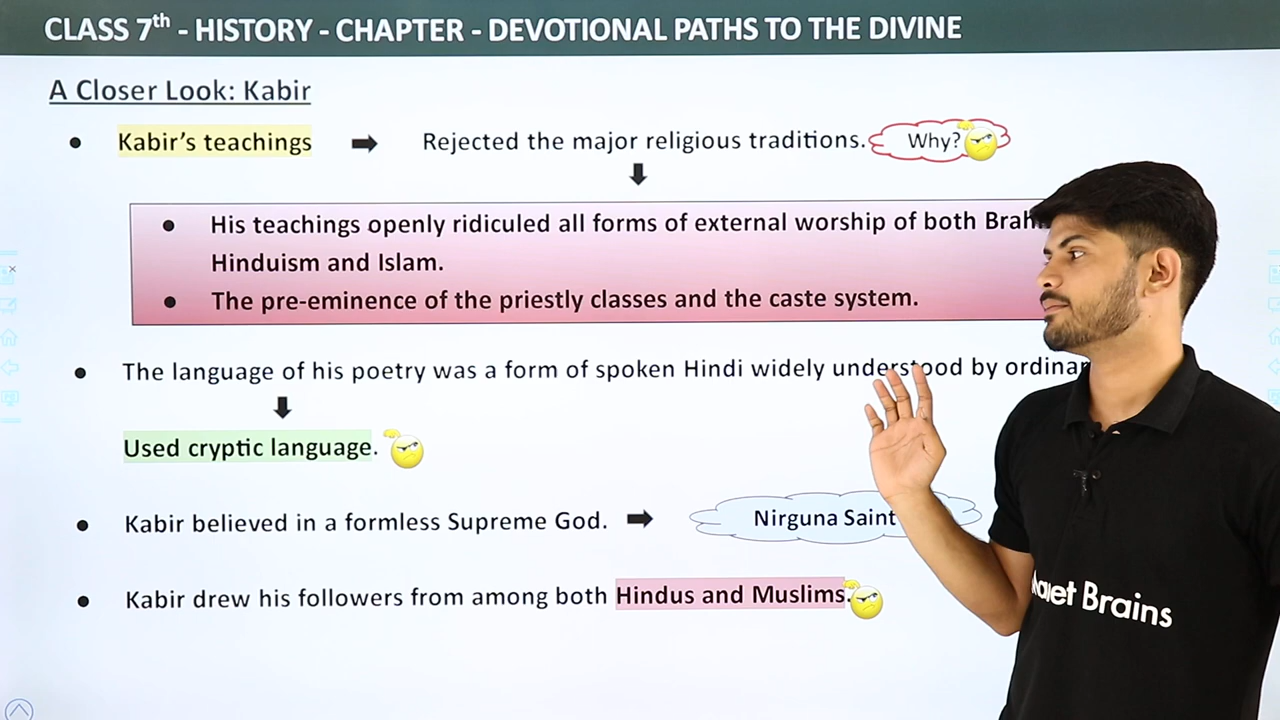 CLASS 7th - HISTORY - CHAPTER - DEVOTIONAL PATHS TO THE DIVINE
A Closer Look: Kabir
Kabir's teachings ➡ Rejected the major religious traditions. Why?
His teachings openly ridiculed all forms of external worship of both
Hinduism and Islam.
The pre-eminence of the priestly classes and the caste system.
The language of his poetry was a form of spoken Hindi widely understood by
Used cryptic language.
Kabir believed in a formless Supreme God. ➡ Nirguna Saint
Kabir drew his followers from among both Hindus and Muslims.
Brains